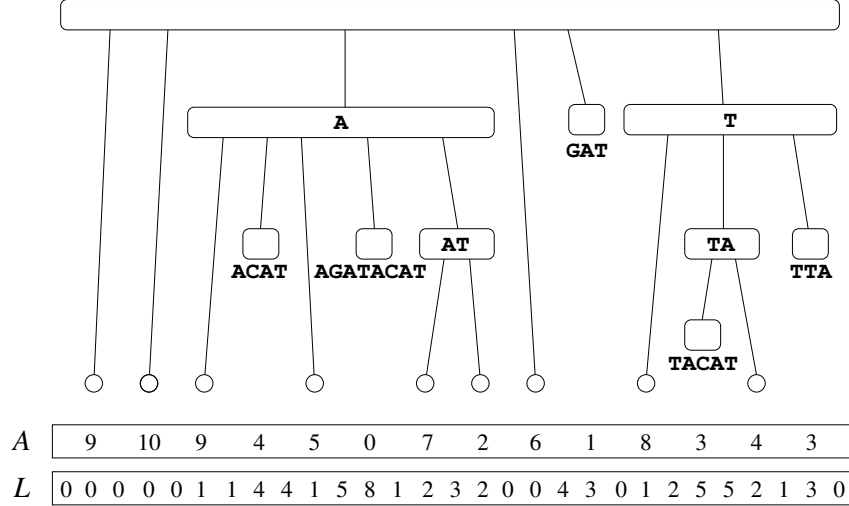 A
T
GAT
AT
TA
ACAT
AGATACAT
TTA
TACAT
A 9 10 9 4 5 0 7 2 6 1 8 3 4 3
L 0 0 0 0 0 1 1 4 4 1 5 8 1 2 3 2 0 0 4 3 0 1 2 5 5 2 1 3 0